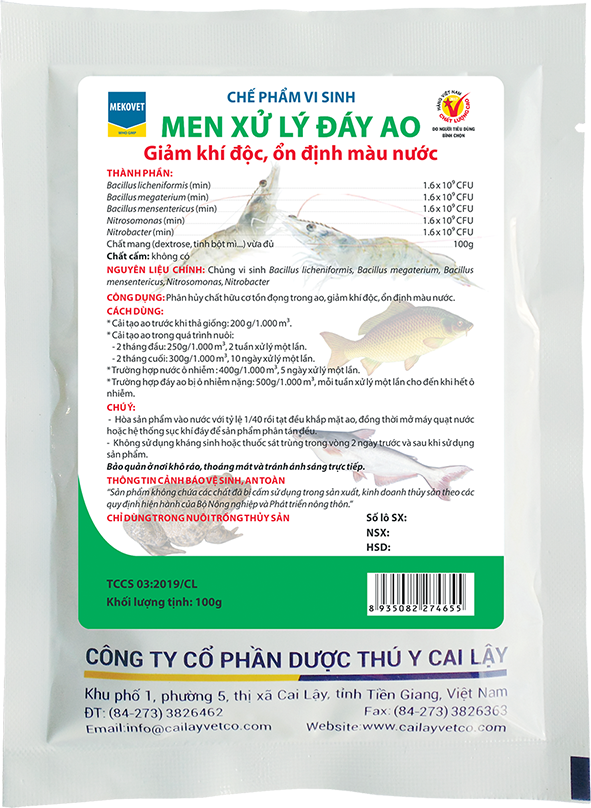 MEKOVET
WHO-GMP
CHẾ PHẨM VI SINH
HÀNG VIỆT NAM
CHẤT LƯỢNG CAO
DO NGƯỜI TIÊU DÙNG
BÌNH CHỌN
MEN XỬ LÝ ĐÁY AO
Giảm khí độc, ổn định màu nước
THÀNH PHẦN:
Bacillus licheniformis (min) 1.6 x 10⁹ CFU
Bacillus megaterium (min) 1.6 x 10⁹ CFU
Bacillus mensentericus (min) 1.6 x 10⁹ CFU
Nitrosomonas (min) 1.6 x 10⁹ CFU
Nitrobacter (min) 1.6 x 10⁹ CFU
Chất mang (dextrose, tinh bột mì...) vừa đủ 100g
Chất cấm: không có
NGUYÊN LIỆU CHÍNH: Chủng vi sinh Bacillus licheniformis, Bacillus megaterium, Bacillus
mensentericus, Nitrosomonas, Nitrobacter
CÔNG DỤNG: Phân hủy chất hữu cơ tồn đọng trong ao, giảm khí độc, ổn định màu nước.
CÁCH DÙNG:
* Cải tạo ao trước khi thả giống: 200 g/1.000 m³.
* Cải tạo ao trong quá trình nuôi:
- 2 tháng đầu: 250g/1.000 m³, 2 tuần xử lý một lần.
- 2 tháng cuối: 300g/1.000 m³, 10 ngày xử lý một lần.
* Trường hợp nước ô nhiễm : 400g/1.000 m³, 5 ngày xử lý một lần.
* Trường hợp đáy ao bị ô nhiễm nặng: 500g/1.000 m³, mỗi tuần xử lý một lần cho đến khi hết ô
nhiễm.
CHÚ Ý:
- Hòa sản phẩm vào nước với tỷ lệ 1/40 rồi tạt đều khắp mặt ao, đồng thời mở máy quạt nước
hoặc hệ thống sục khí đáy để sản phẩm phân tán đều.
- Không sử dụng kháng sinh hoặc thuốc sát trùng trong vòng 2 ngày trước và sau khi sử dụng
sản phẩm.
Bảo quản ở nơi khô ráo, thoáng mát và tránh ánh sáng trực tiếp.
THÔNG TIN CẢNH BÁO VỆ SINH, AN TOÀN
"Sản phẩm không chứa các chất đã bị cấm sử dụng trong sản xuất, kinh doanh thủy sản theo các
quy định hiện hành của Bộ Nông nghiệp và Phát triển nông thôn."
CHỈ DÙNG TRONG NUÔI TRỒNG THỦY SẢN
Số lô SX:
NSX:
HSD:
TCCS 03:2019/CL
Khối lượng tịnh: 100g
8 935082 274655
CÔNG TY CỔ PHẦN DƯỢC THÚ Y CAI LẬY
Khu phố 1, phường 5, thị xã Cai Lậy, tỉnh Tiền Giang, Việt Nam
ĐT: (84-273) 3826462 Fax: (84-273) 3826363
Email:info@cailayvetco.com Website:www.cailayvetco.com